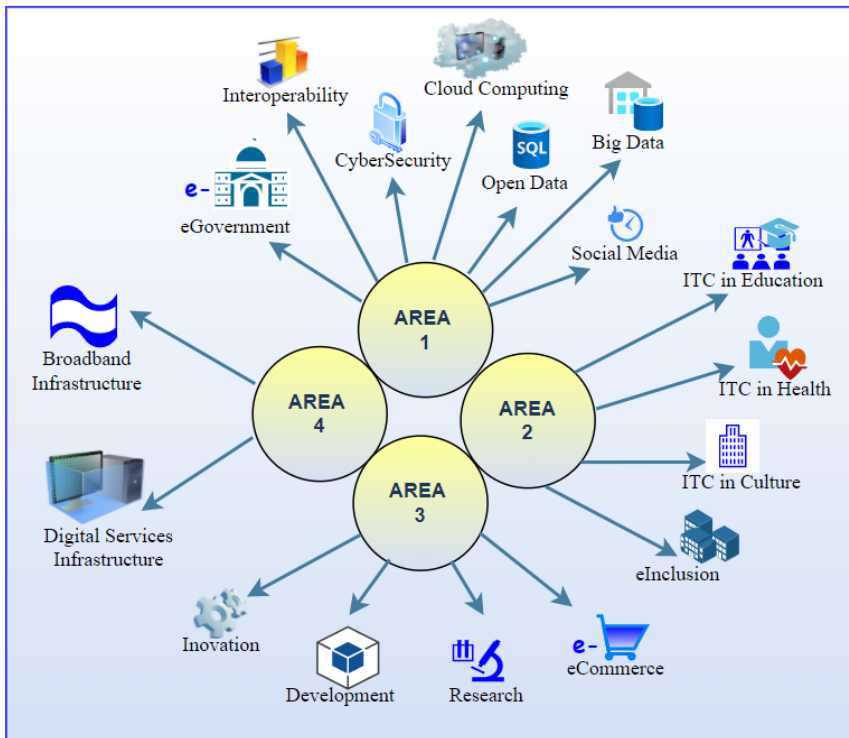 Interoperability
Cloud Computing
CyberSecurity
SQL
Open Data
Big Data
e-
eGovernment
Social Media
ITC in Education
Broadband
Infrastructure
AREA
1
ITC in Health
AREA
4
AREA
2
ITC in Culture
AREA
3
Digital Services
Infrastructure
eInclusion
Inovation
Development
Research
e-
eCommerce